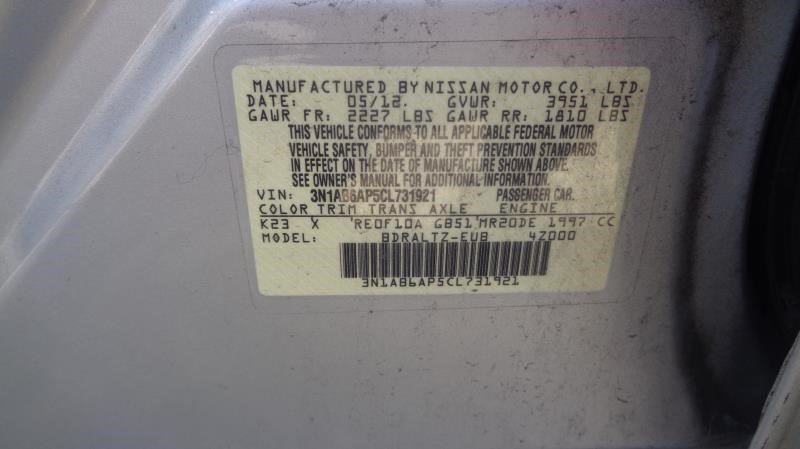 MANUFACTURED BY NISSAN MOTOR CO., LTD.
DATE: 05/12. GVWR: 3951 LBS
GAWR FR: 2227 LBS GAWR RR: 1810 LBS
THIS VEHICLE CONFORMS TO ALL APPLICABLE FEDERAL MOTOR
VEHICLE SAFETY, BUMPER AND THEFT PREVENTION STANDARDS
IN EFFECT ON THE DATE OF MANUFACTURE SHOWN ABOVE.
SEE OWNER'S MANUAL FOR ADDITIONAL INFORMATION.
VIN: 3N1AB6AP5CL731921 PASSENGER CAR.
COLOR TRIM TRANS AXLE ENGINE
K23 X 'RE0F10A GB51'MR20DE 1997 CC
MODEL: BDRALTZ-EUB 4Z000
3N1AB6AP5CL731921